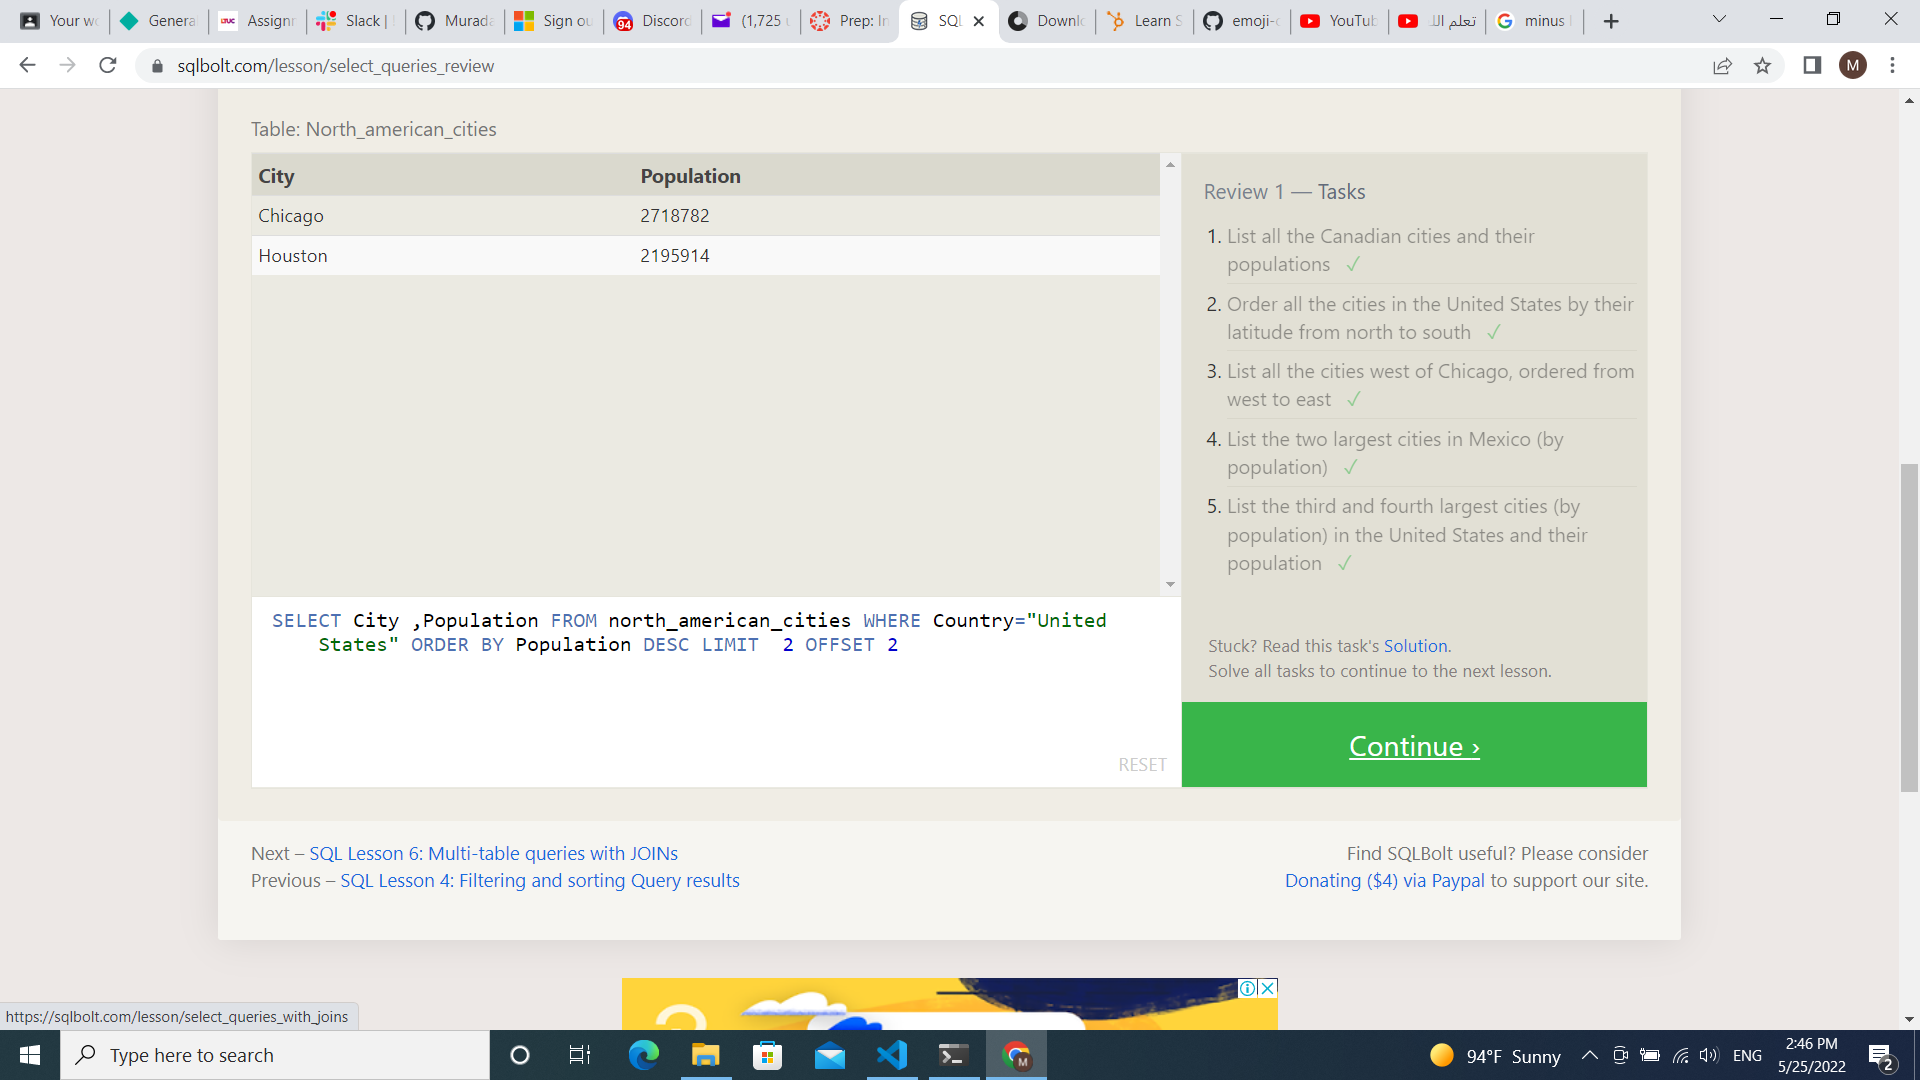 Your w
Genera
LTUC
Assignm
Slack |
Murada
Sign ou
94
Discord
(1,725 u
Prep: In
SQL
Downlo
Learn S
emoji-c
YouTub
تعلم الل
minus
sqlbolt.com/lesson/select_queries_review
M
Table: North_american_cities
City Population
Chicago 2718782
Houston 2195914
Review 1 — Tasks
1. List all the Canadian cities and their
populations ✓
2. Order all the cities in the United States by their
latitude from north to south ✓
3. List all the cities west of Chicago, ordered from
west to east ✓
4. List the two largest cities in Mexico (by
population) ✓
5. List the third and fourth largest cities (by
population) in the United States and their
population ✓
SELECT City ,Population FROM north_american_cities WHERE Country="United
States" ORDER BY Population DESC LIMIT  2 OFFSET 2
RESET
Stuck? Read this task's Solution.
Solve all tasks to continue to the next lesson.
Continue ›
Next – SQL Lesson 6: Multi-table queries with JOINs
Previous – SQL Lesson 4: Filtering and sorting Query results
Find SQLBolt useful? Please consider
Donating ($4) via Paypal to support our site.
https://sqlbolt.com/lesson/select_queries_with_joins
Type here to search
M
94°F Sunny
ENG
2:46 PM
5/25/2022
2